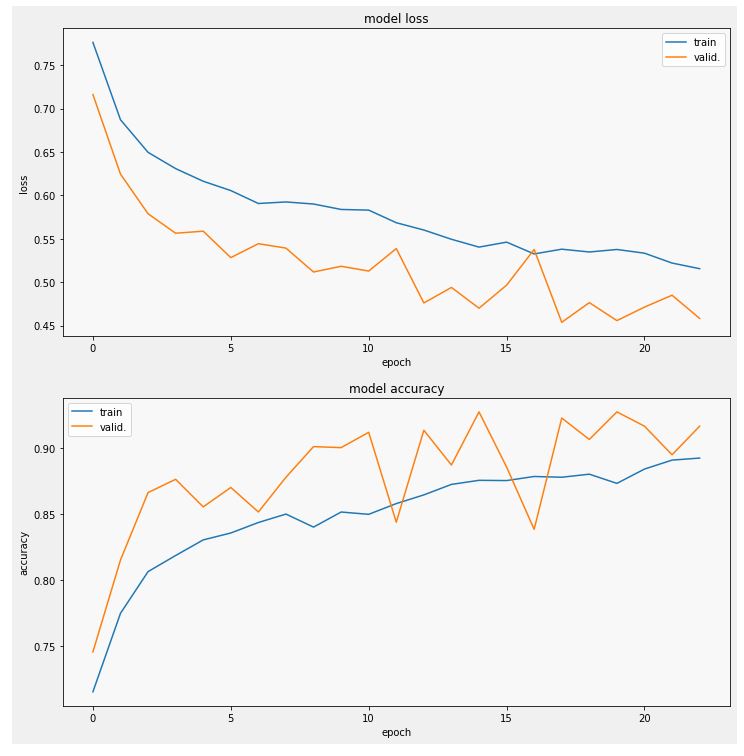 model loss
train
valid.
0.75
0.70
0.65
0.60
0.55
0.50
0.45
loss
0 5 10 15 20
epoch
model accuracy
train
valid.
0.90
0.85
0.80
0.75
accuracy
0 5 10 15 20
epoch